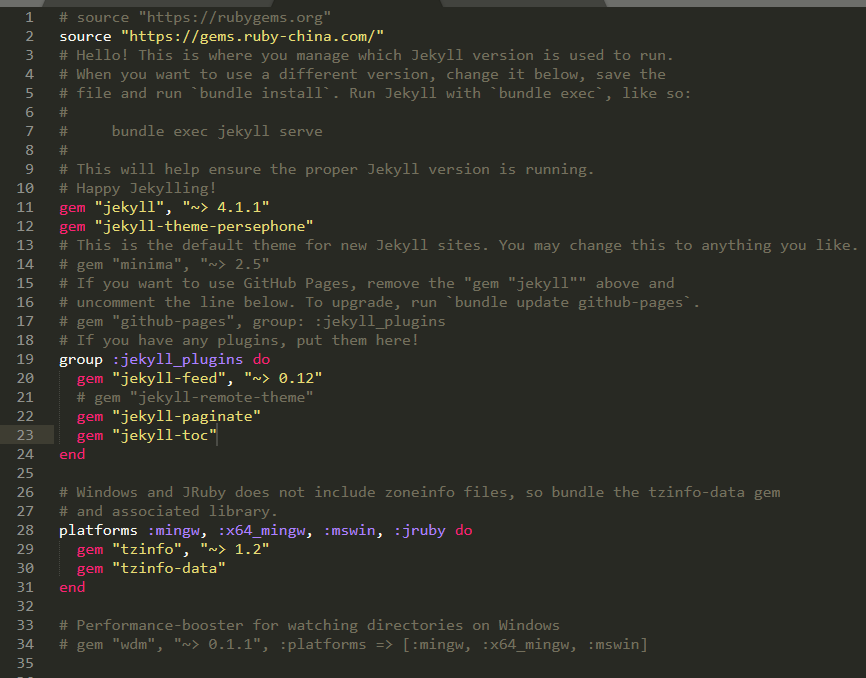 1 # source "https://rubygems.org"
2 source "https://gems.ruby-china.com/"
3 # Hello! This is where you manage which Jekyll version is used to run.
4 # When you want to use a different version, change it below, save the
5 # file and run `bundle install`. Run Jekyll with `bundle exec`, like so:
6 #
7 #     bundle exec jekyll serve
8 #
9 # This will help ensure the proper Jekyll version is running.
10 # Happy Jekylling!
11 gem "jekyll", "~> 4.1.1"
12 gem "jekyll-theme-persephone"
13 # This is the default theme for new Jekyll sites. You may change this to anything you like.
14 # gem "minima", "~> 2.5"
15 # If you want to use GitHub Pages, remove the "gem "jekyll"" above and
16 # uncomment the line below. To upgrade, run `bundle update github-pages`.
17 # gem "github-pages", group: :jekyll_plugins
18 # If you have any plugins, put them here!
19 group :jekyll_plugins do
20   gem "jekyll-feed", "~> 0.12"
21   # gem "jekyll-remote-theme"
22   gem "jekyll-paginate"
23   gem "jekyll-toc"
24 end
25
26 # Windows and JRuby does not include zoneinfo files, so bundle the tzinfo-data gem
27 # and associated library.
28 platforms :mingw, :x64_mingw, :mswin, :jruby do
29   gem "tzinfo", "~> 1.2"
30   gem "tzinfo-data"
31 end
32
33 # Performance-booster for watching directories on Windows
34 # gem "wdm", "~> 0.1.1", :platforms => [:mingw, :x64_mingw, :mswin]
35